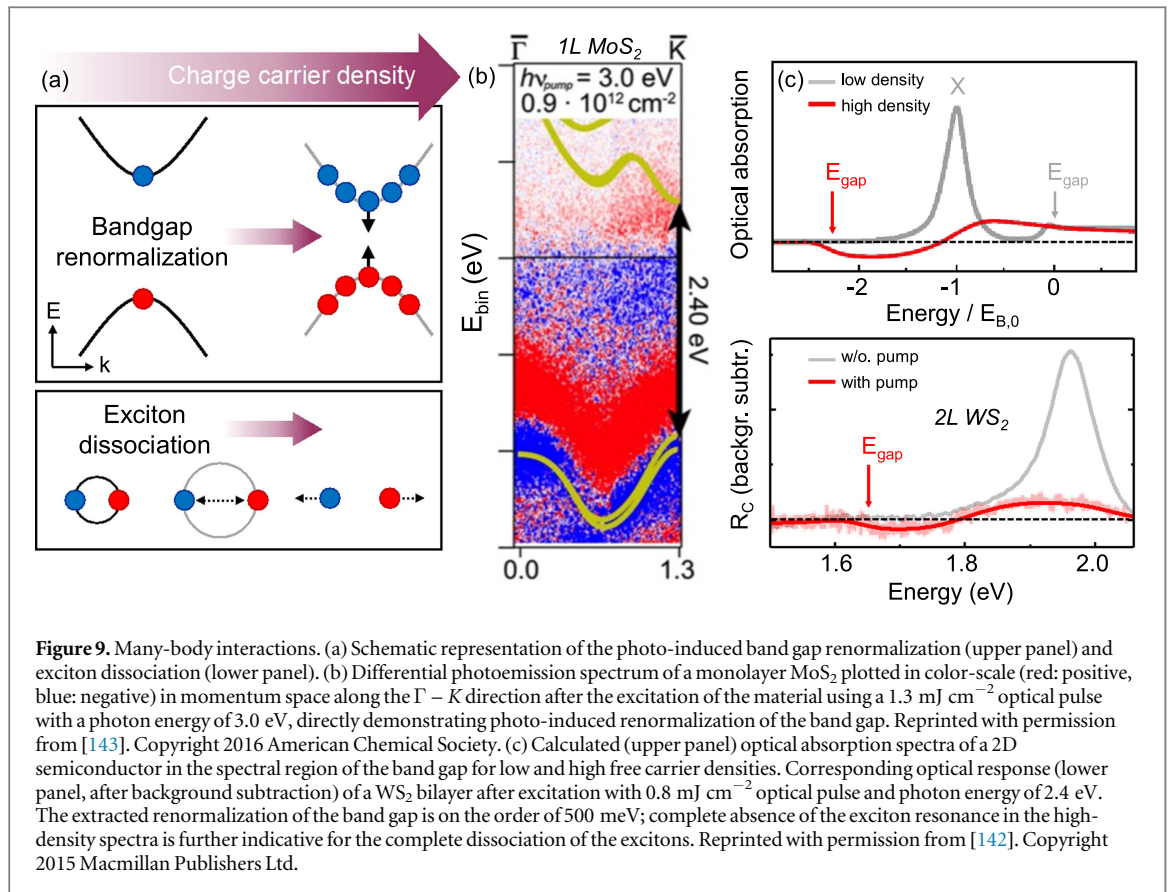 Charge carrier density
(a)
Bandgap
renormalization
E
k
Exciton
dissociation
(b)
Γ̅ 1L MoS₂ K̅
hν_pump = 3.0 eV
0.9 · 10¹² cm⁻²
E_bin (eV)
2.40 eV
0.0 1.3
(c)
low density
high density
X
E_gap
E_gap
Optical absorption
-2 -1 0
Energy / E_B,0
w/o. pump
with pump
2L WS₂
E_gap
R_C (backgr. subtr.)
1.6 1.8 2.0
Energy (eV)
Figure 9. Many-body interactions. (a) Schematic representation of the photo-induced band gap renormalization (upper panel) and
exciton dissociation (lower panel). (b) Differential photoemission spectrum of a monolayer MoS₂ plotted in color-scale (red: positive,
blue: negative) in momentum space along the Γ – K direction after the excitation of the material using a 1.3 mJ cm⁻² optical pulse
with a photon energy of 3.0 eV, directly demonstrating photo-induced renormalization of the band gap. Reprinted with permission
from [143]. Copyright 2016 American Chemical Society. (c) Calculated (upper panel) optical absorption spectra of a 2D
semiconductor in the spectral region of the band gap for low and high free carrier densities. Corresponding optical response (lower
panel, after background subtraction) of a WS₂ bilayer after excitation with 0.8 mJ cm⁻² optical pulse and photon energy of 2.4 eV.
The extracted renormalization of the band gap is on the order of 500 meV; complete absence of the exciton resonance in the high-
density spectra is further indicative for the complete dissociation of the excitons. Reprinted with permission from [142]. Copyright
2015 Macmillan Publishers Ltd.